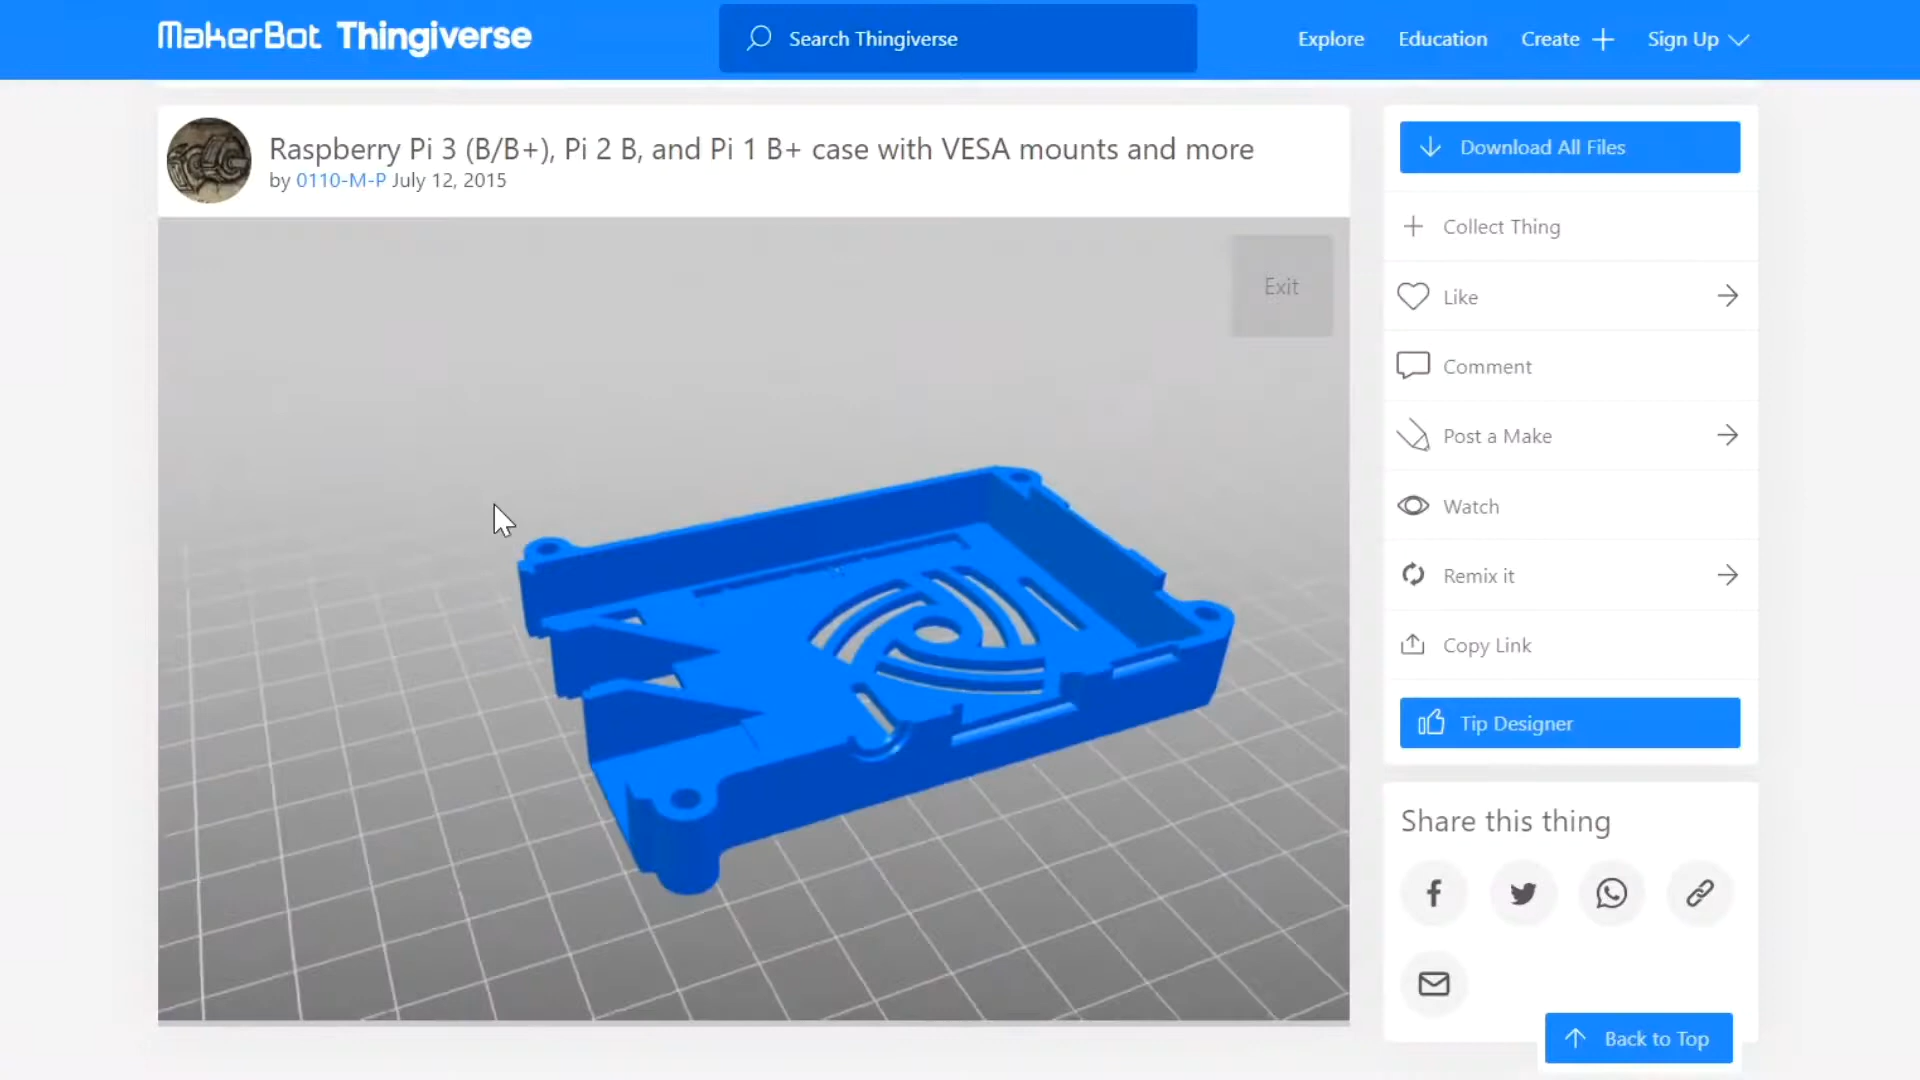 MakerBot Thingiverse
Search Thingiverse
Explore
Education
Create
Sign Up
Raspberry Pi 3 (B/B+), Pi 2 B, and Pi 1 B+ case with VESA mounts and more
by 0110-M-P July 12, 2015
Exit
Download All Files
Collect Thing
Like
Comment
Post a Make
Watch
Remix it
Copy Link
Tip Designer
Share this thing
Back to Top